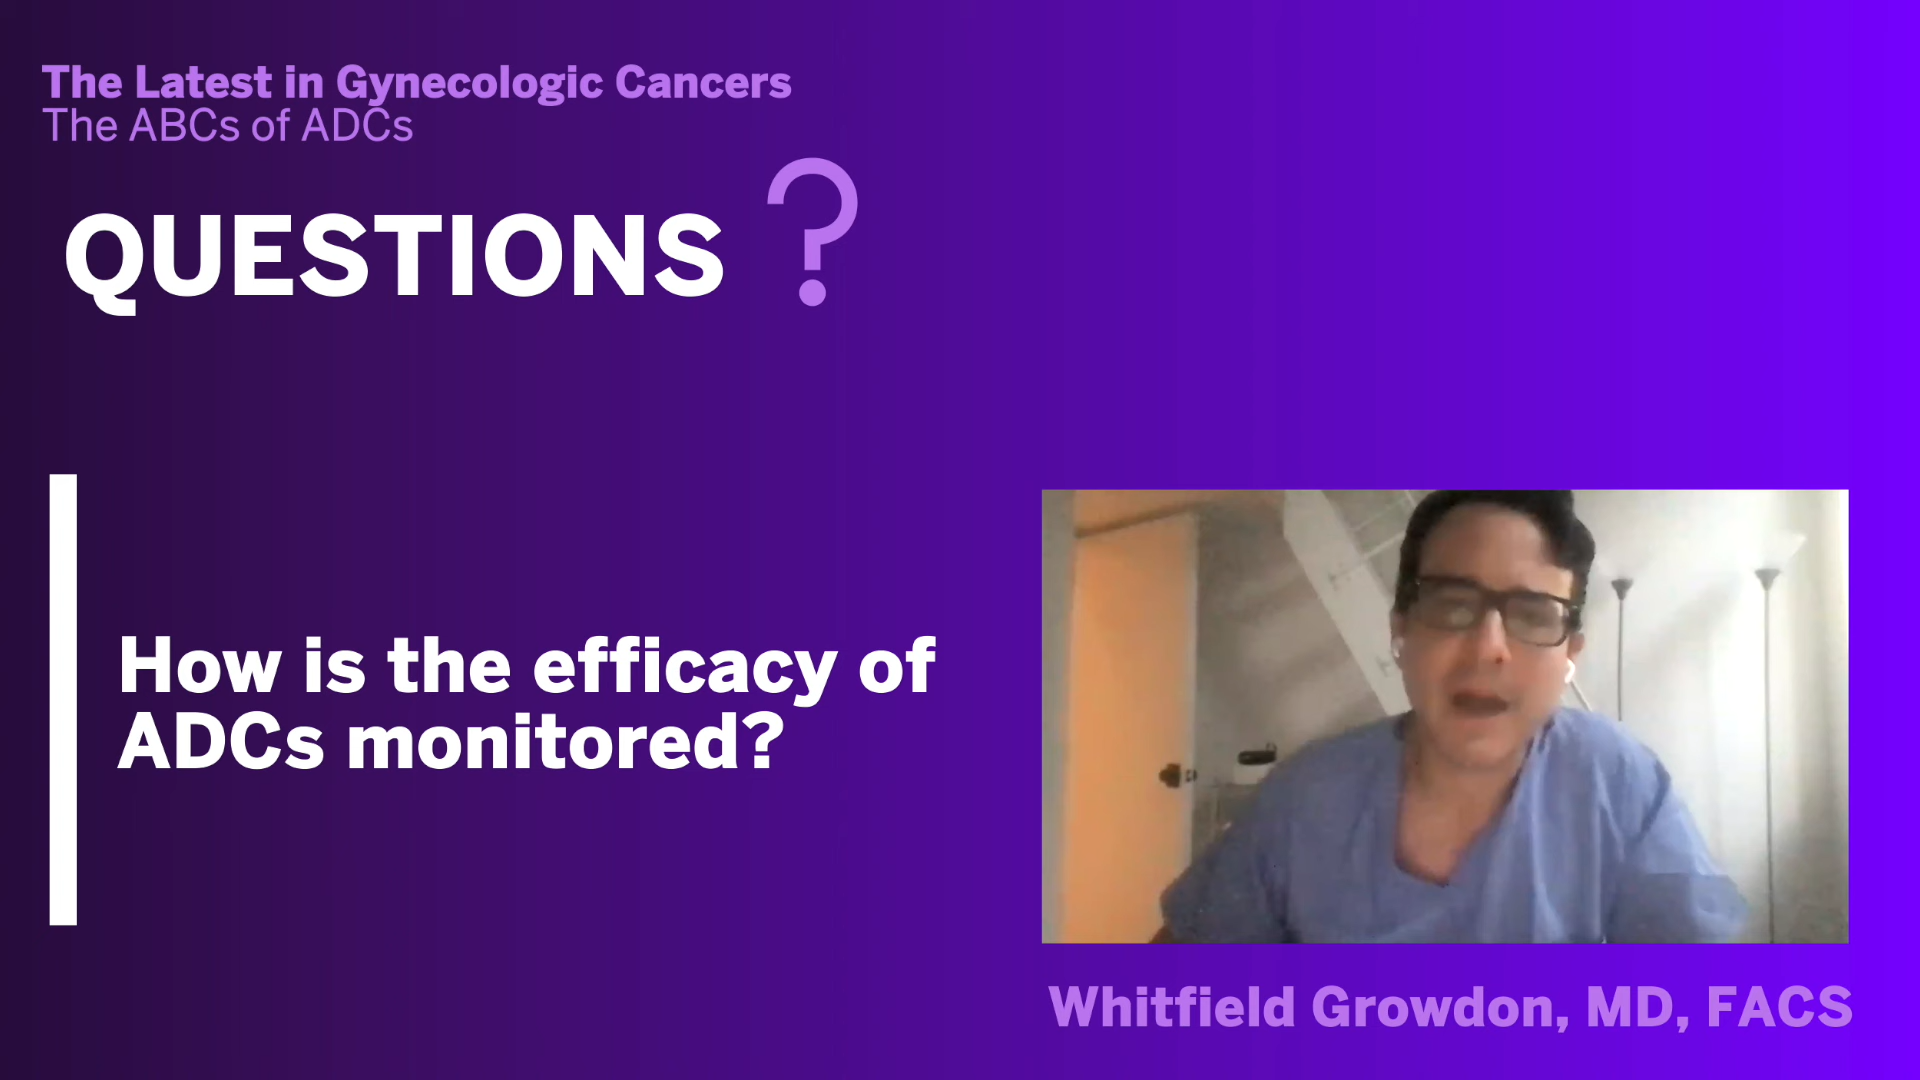 The Latest in Gynecologic Cancers
The ABCs of ADCs
QUESTIONS ?
How is the efficacy of
ADCs monitored?
Whitfield Growdon, MD, FACS